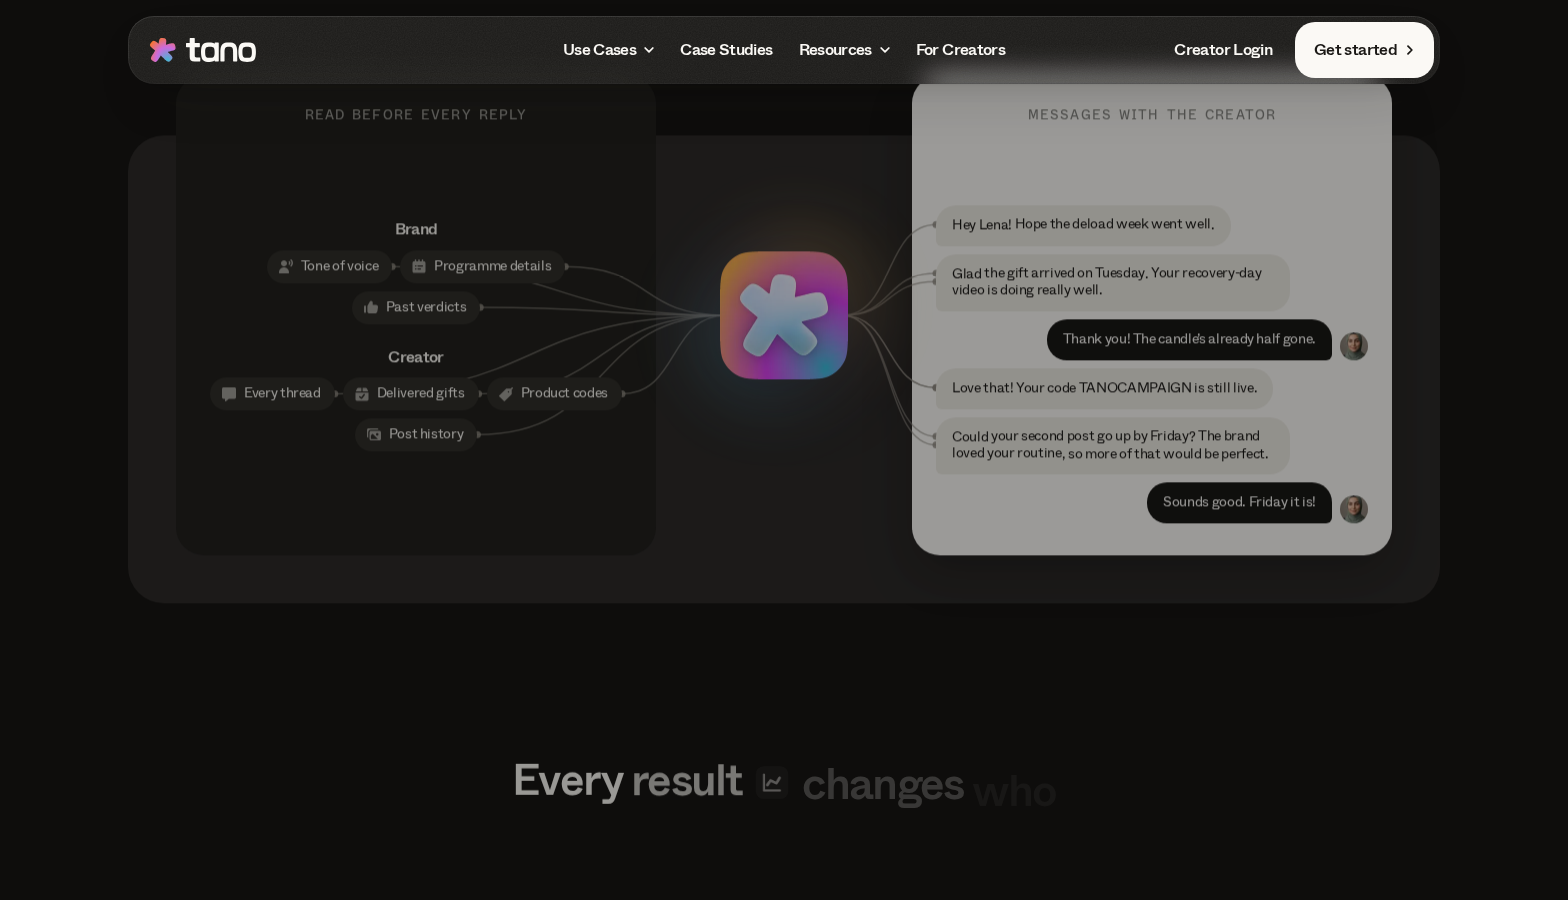 tano
Use Cases
Case Studies
Resources
For Creators
Creator Login
Get started
READ BEFORE EVERY REPLY
Brand
Tone of voice
Programme details
Past verdicts
Creator
Every thread
Delivered gifts
Product codes
Post history
MESSAGES WITH THE CREATOR
Hey Lena! Hope the deload week went well.
Glad the gift arrived on Tuesday. Your recovery-day
video is doing really well.
Thank you! The candle's already half gone.
Love that! Your code TANOCAMPAIGN is still live.
Could your second post go up by Friday? The brand
loved your routine, so more of that would be perfect.
Sounds good. Friday it is!
Every result changes who